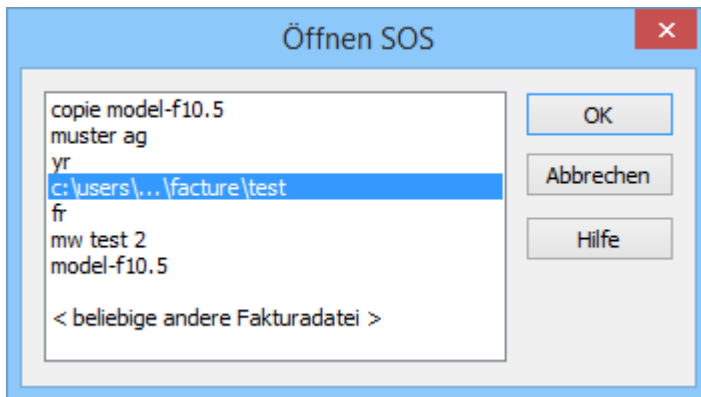 Öffnen SOS
copie model-f10.5
muster ag
yr
c:\users\...\facture\test
fr
mw test 2
model-f10.5
< beliebige andere Fakturadatei >
OK
Abbrechen
Hilfe